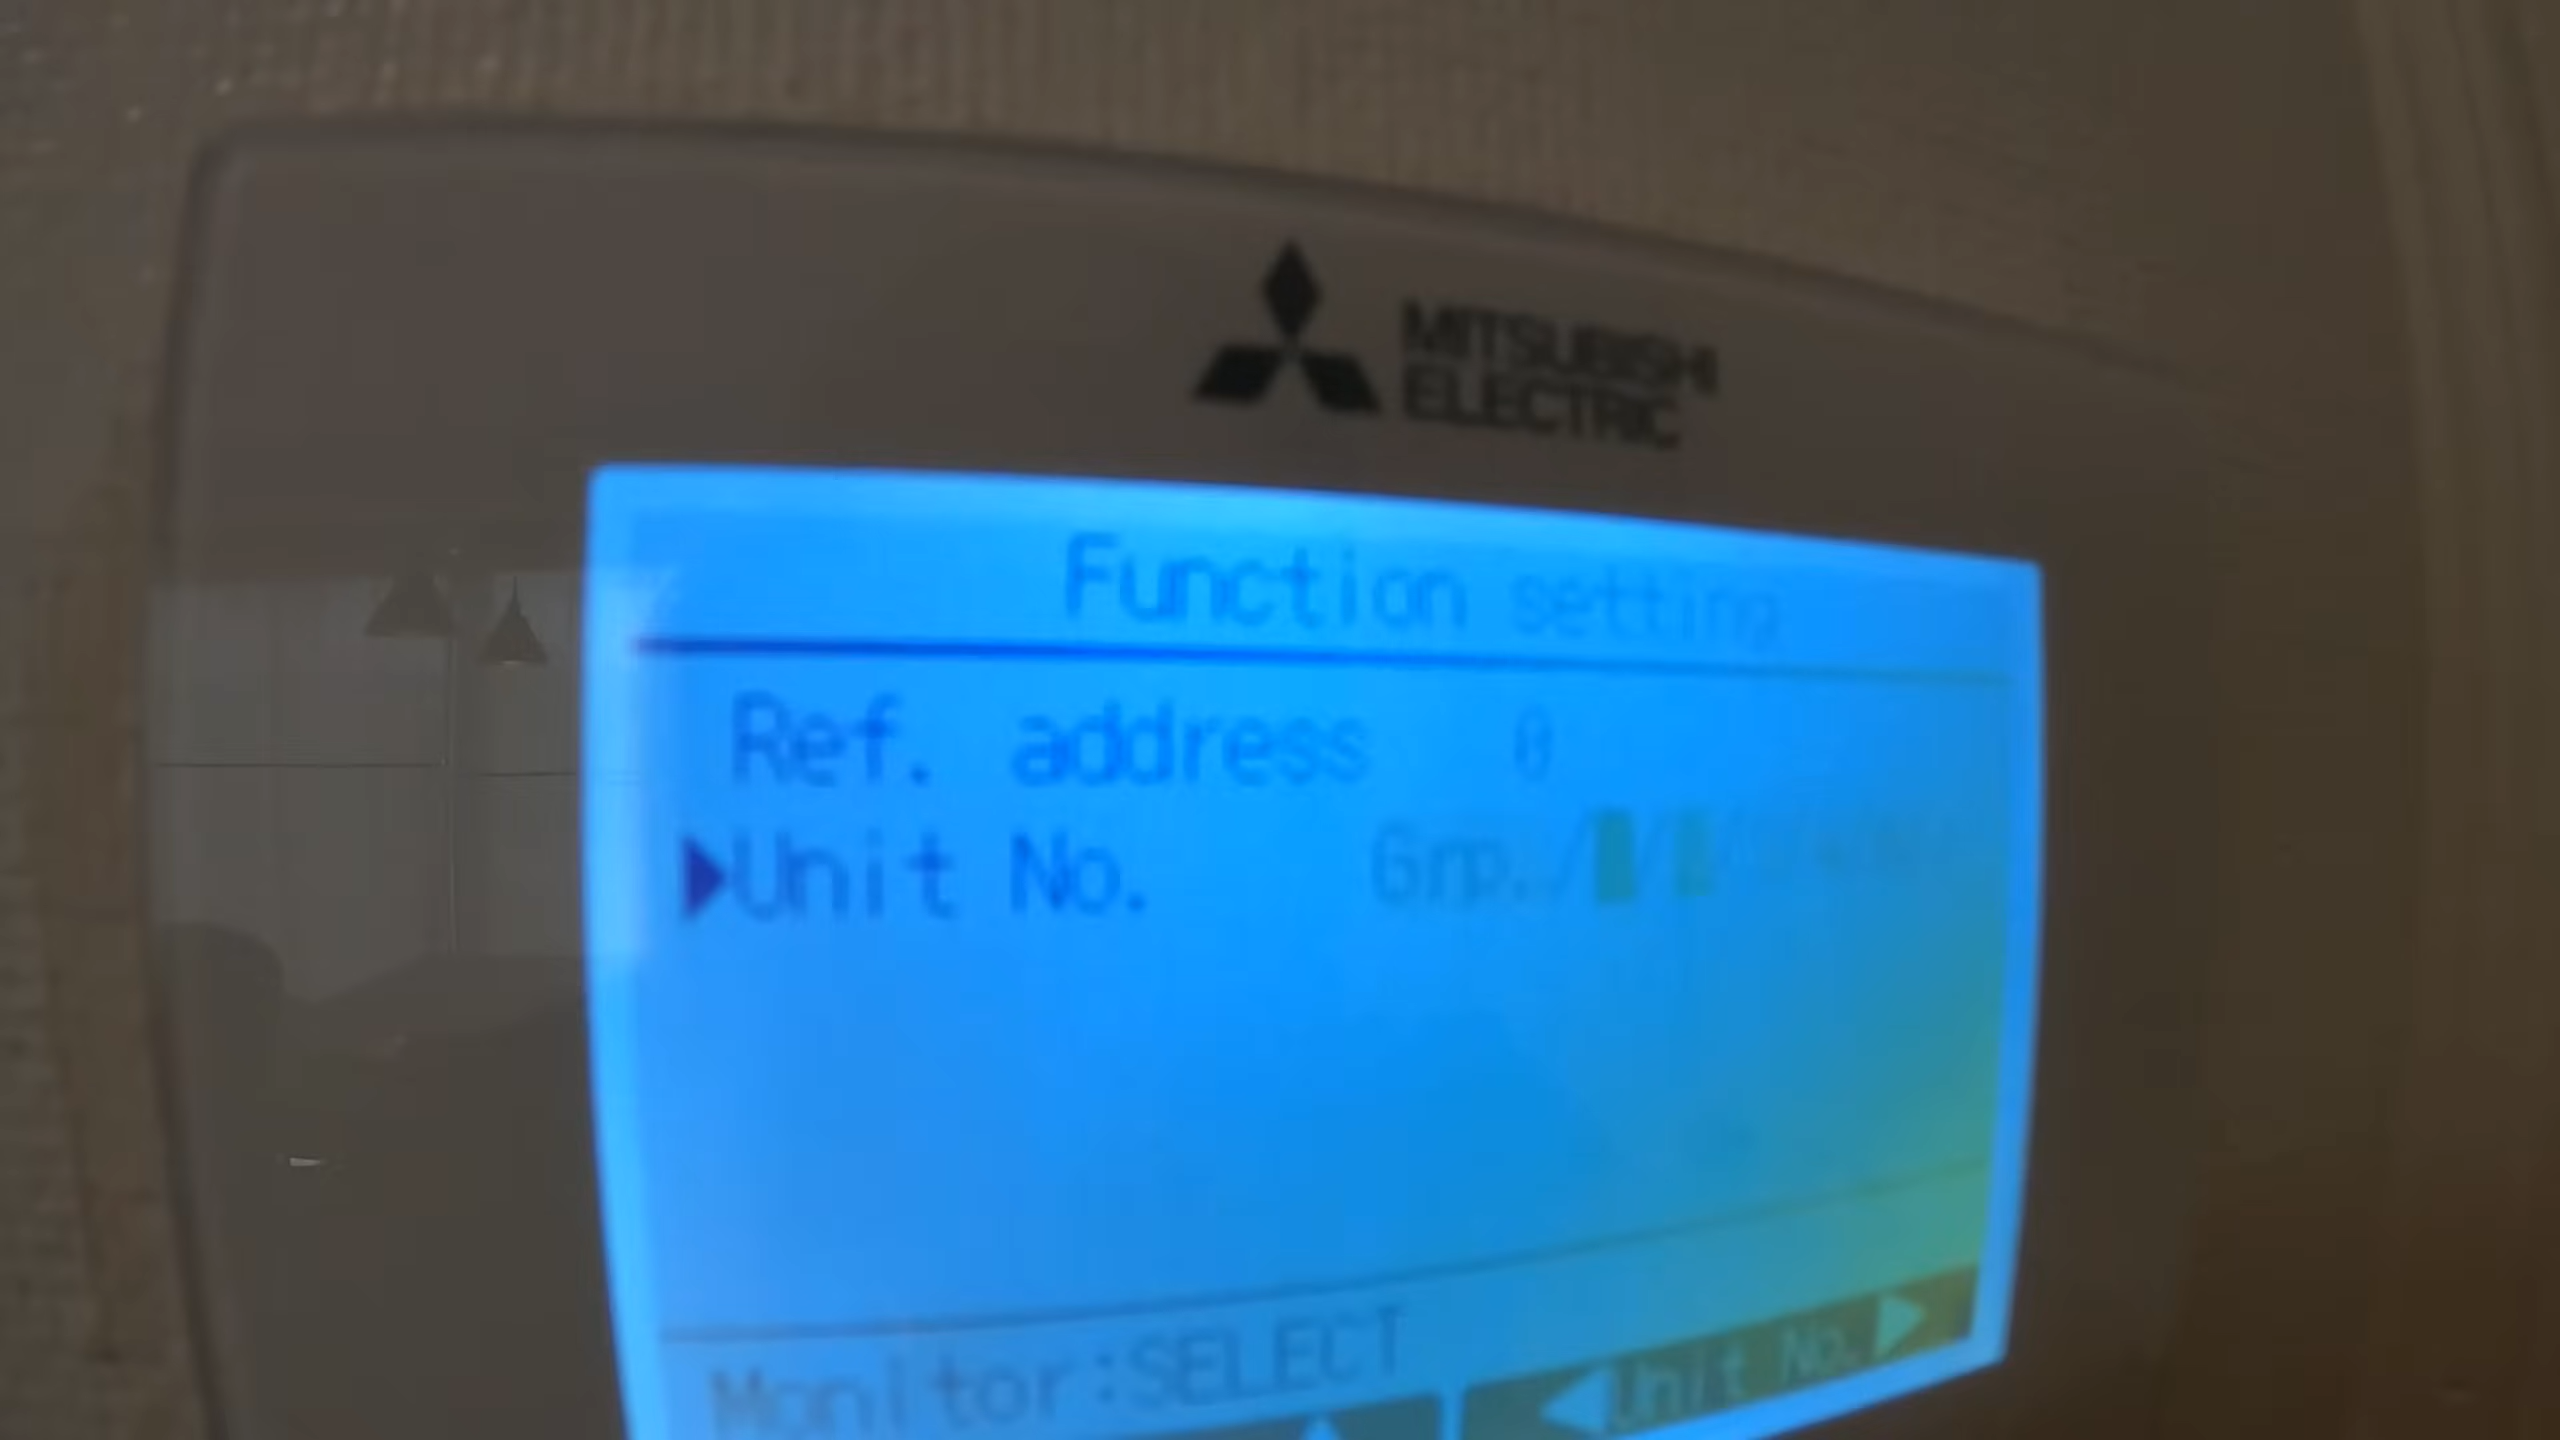 MITSUBISHI
ELECTRIC
Function setting
Ref. address 0
Unit No. Grp./
Monitor:SELECT
Unit No.